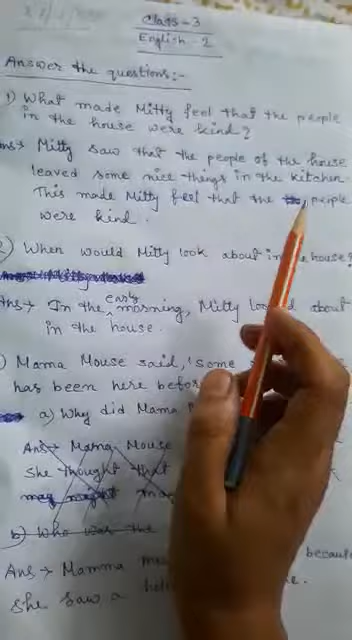 Class-3
English-2
Answer the questions:-
1) What made Mitty feel that the people
in the house were kind?
Ans→ Mitty saw that the people of the house
leaved some nice things in the kitchen.
This made Mitty feel that the people
were kind.
2) When would Mitty look about in the house?
Ans→ In the early morning, Mitty looked about
in the house.
) Mama Mouse said, 'some
has been here before
a) Why did Mama
Ans→ Mama Mouse
She thought that
might
b) Who was the
Ans→ Mamma because
she saw a